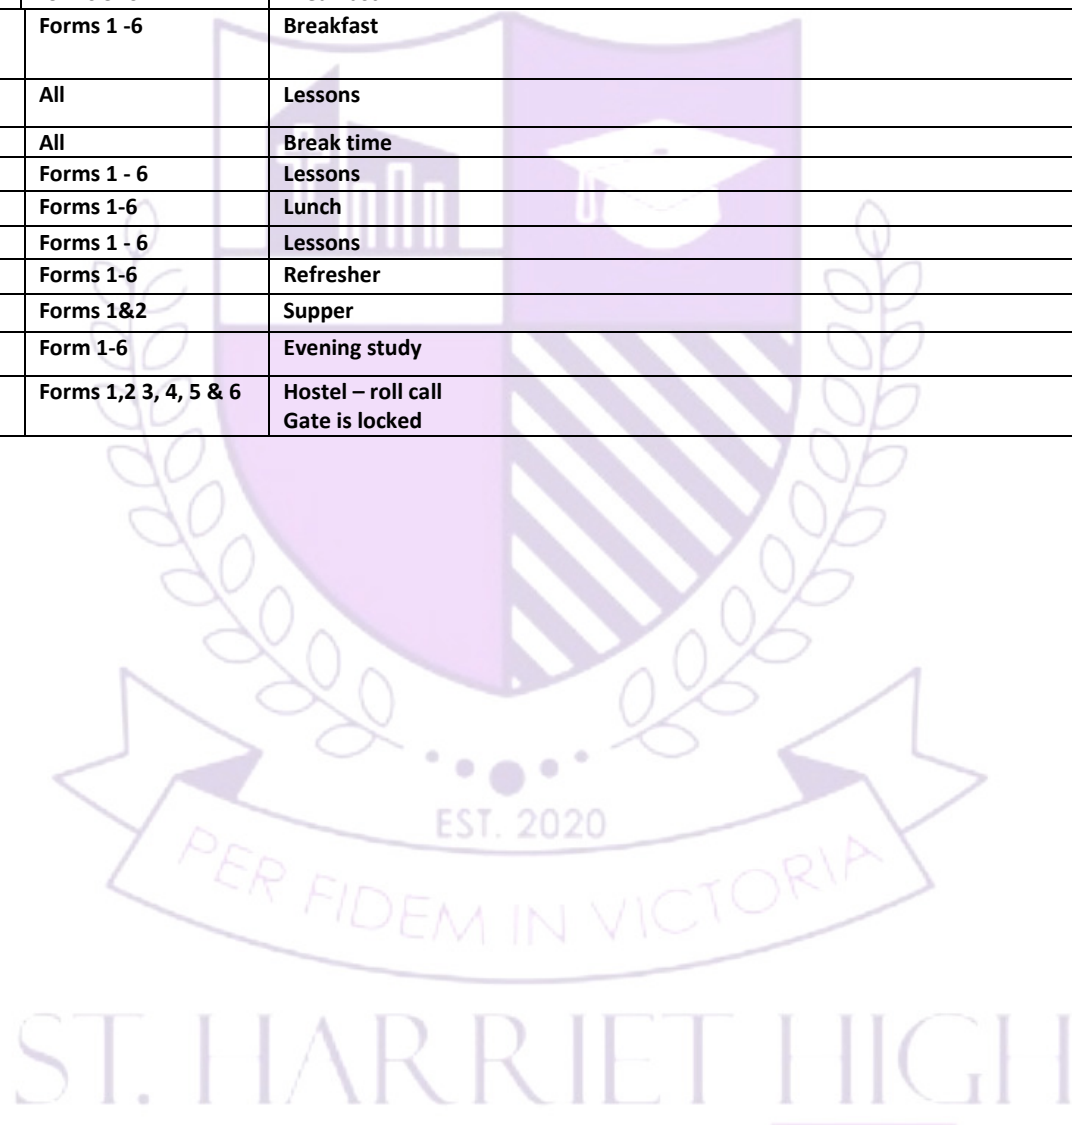 Forms 1 -6 Breakfast
All Lessons
All Break time
Forms 1 - 6 Lessons
Forms 1-6 Lunch
Forms 1 - 6 Lessons
Forms 1-6 Refresher
Forms 1&2 Supper
Form 1-6 Evening study
Forms 1,2 3, 4, 5 & 6 Hostel – roll call
Gate is locked
EST. 2020
PER FIDEM IN VICTORIA
ST. HARRIET HIGH